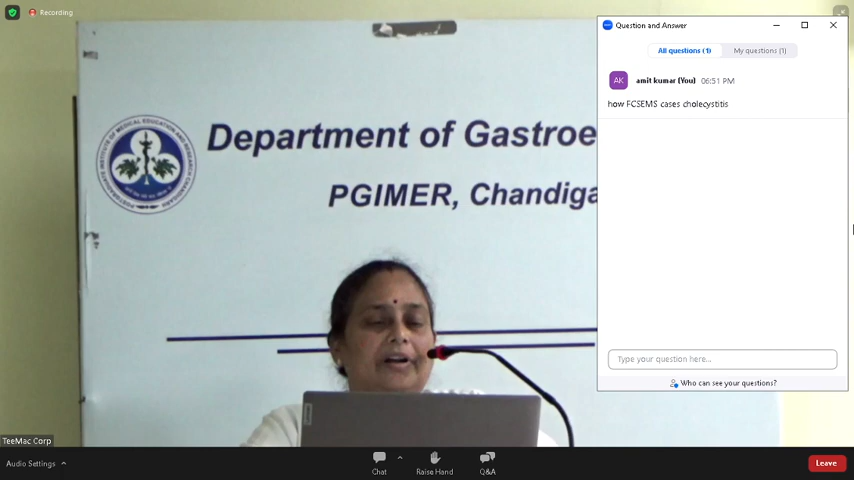 Recording
Department of Gastroe
PGIMER, Chandiga
Question and Answer
All questions (1)
My questions (1)
AK
amit kumar (You) 06:51 PM
how FCSEMS cases cholecystitis
Type your question here...
Who can see your questions?
TeeMac Corp
Audio Settings
Chat
Raise Hand
Q&A
Leave